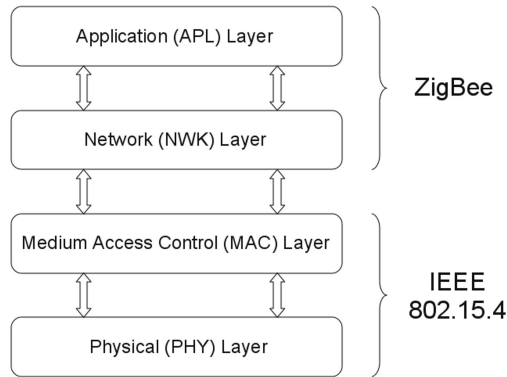 Application (APL) Layer
ZigBee
Network (NWK) Layer
Medium Access Control (MAC) Layer
IEEE
802.15.4
Physical (PHY) Layer